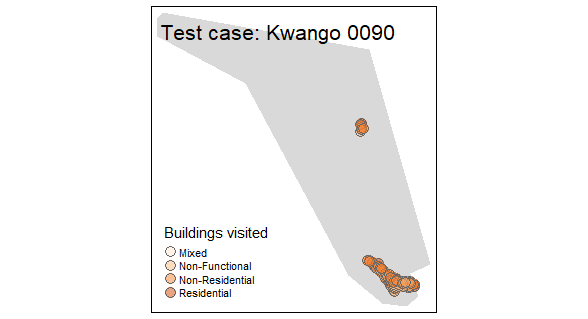 Test case: Kwango 0090
Buildings visited
Mixed
Non-Functional
Non-Residential
Residential